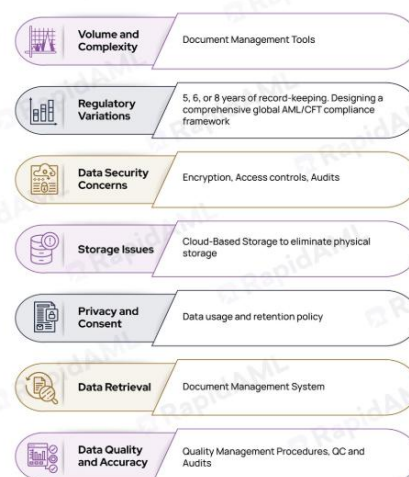 Volume and
Complexity
Document Management Tools
Regulatory
Variations
5, 6, or 8 years of record-keeping. Designing a
comprehensive global AML/CFT compliance
framework
Data Security
Concerns
Encryption, Access controls, Audits
Storage Issues
Cloud-Based Storage to eliminate physical
storage
Privacy and
Consent
Data usage and retention policy
Data Retrieval
Document Management System
Data Quality
and Accuracy
Quality Management Procedures, QC and
Audits
RapidAML